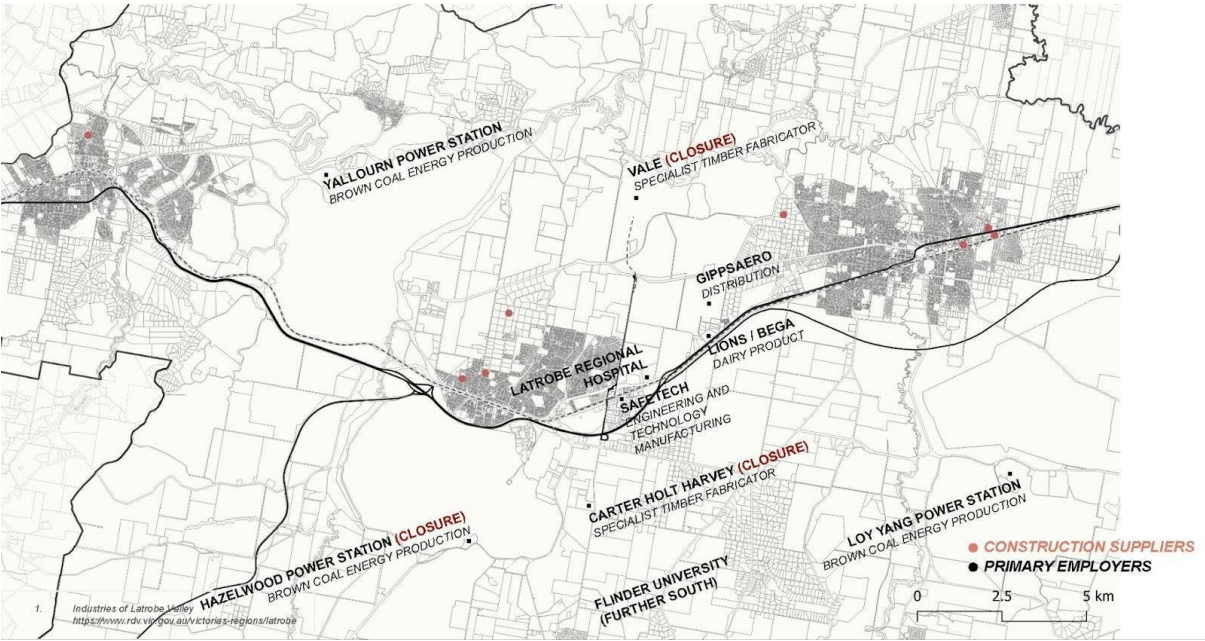 YALLOURN POWER STATION
BROWN COAL ENERGY PRODUCTION
VALE (CLOSURE)
SPECIALIST TIMBER FABRICATOR
GIPPSAERO
DISTRIBUTION
LIONS / BEGA
DAIRY PRODUCT
LATROBE REGIONAL
HOSPITAL
SAFETECH
ENGINEERING AND
TECHNOLOGY
MANUFACTURING
CARTER HOLT HARVEY (CLOSURE)
SPECIALIST TIMBER FABRICATOR
HAZELWOOD POWER STATION (CLOSURE)
BROWN COAL ENERGY PRODUCTION
LOY YANG POWER STATION
BROWN COAL ENERGY PRODUCTION
FLINDER UNIVERSITY
(FURTHER SOUTH)
CONSTRUCTION SUPPLIERS
PRIMARY EMPLOYERS
0 2.5 5 km
1. Industries of Latrobe Valley
https://www.rdv.vic.gov.au/victorias-regions/latrobe